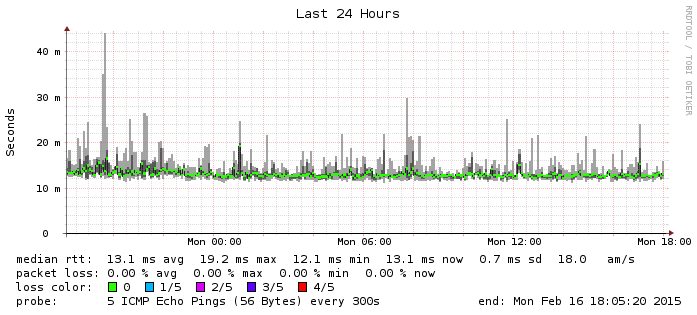 Last 24 Hours
RRDTOOL / TOBI OETIKER
Seconds
40 m
30 m
20 m
10 m
0
Mon 00:00 Mon 06:00 Mon 12:00 Mon 18:00
median rtt: 13.1 ms avg 19.2 ms max 12.1 ms min 13.1 ms now 0.7 ms sd 18.0 am/s
packet loss: 0.00 % avg 0.00 % max 0.00 % min 0.00 % now
loss color: 0 1/5 2/5 3/5 4/5
probe: 5 ICMP Echo Pings (56 Bytes) every 300s end: Mon Feb 16 18:05:20 2015